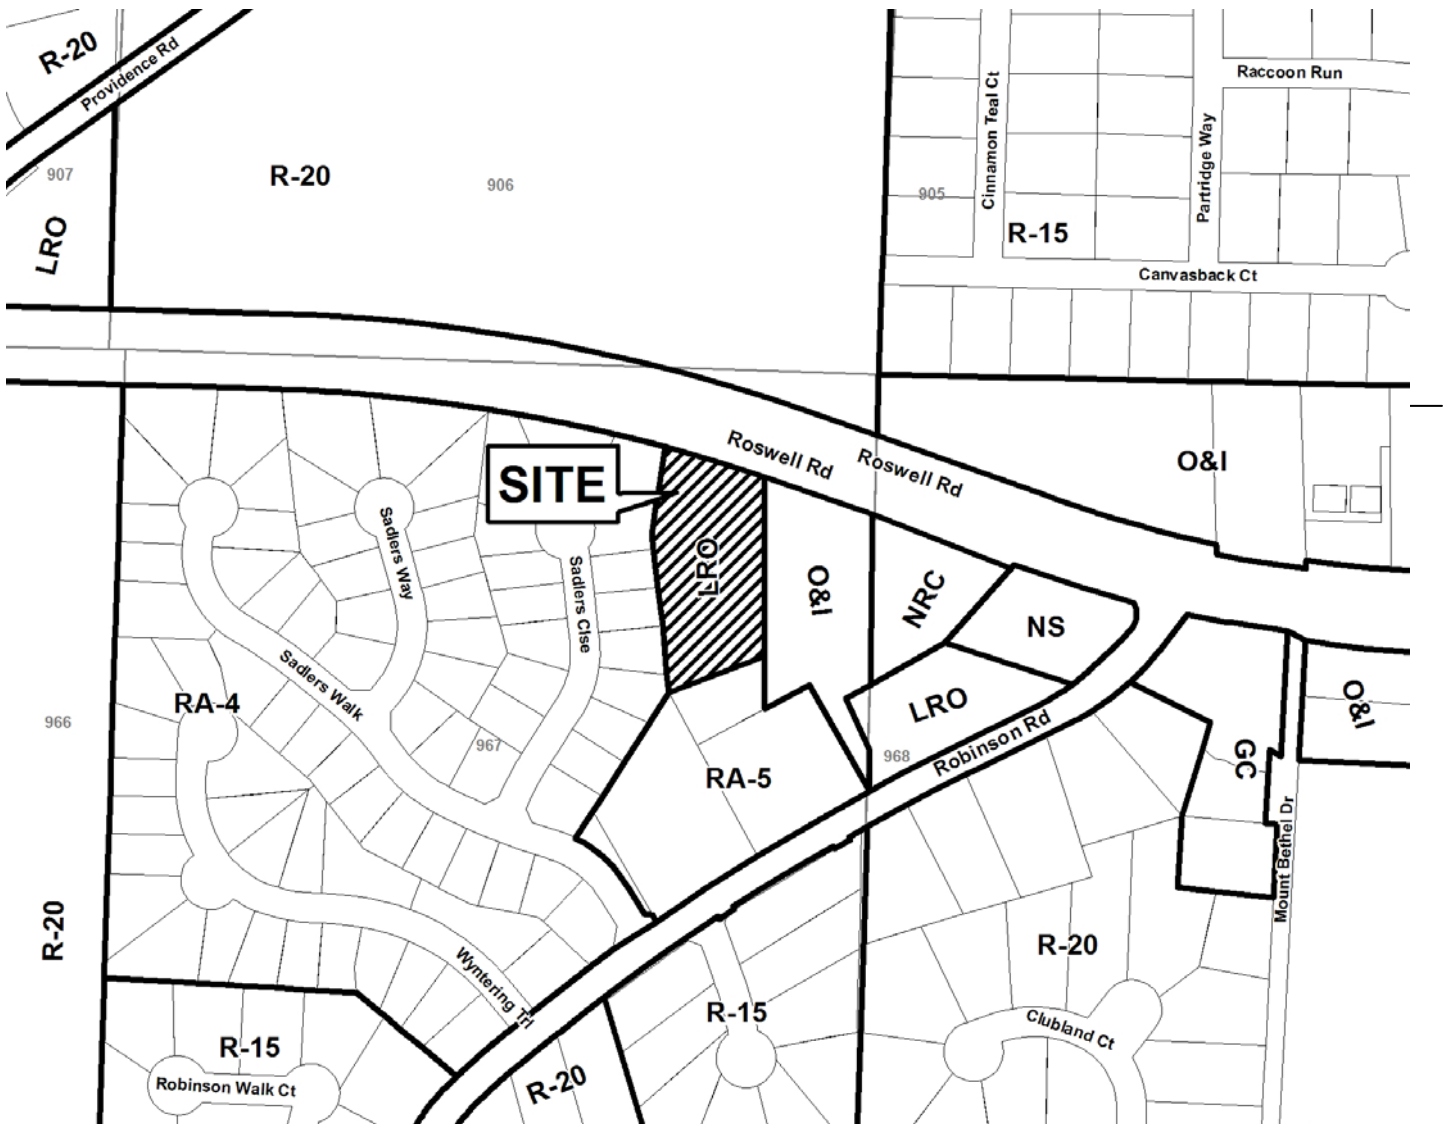 R-20
Providence Rd
907
LRO
R-20
906
905
Cinnamon Teal Ct
Partridge Way
Raccoon Run
R-15
Canvasback Ct
Roswell Rd
Roswell Rd
O&I
SITE
LRO
O&I
NRC
NS
LRO
Robinson Rd
968
Sadlers Way
Sadlers Clse
Sadlers Walk
RA-4
966
967
RA-5
GC
O&I
Mount Bethel Dr
R-20
R-20
Wyntering Trl
R-15
Clubland Ct
R-15
Robinson Walk Ct
R-20